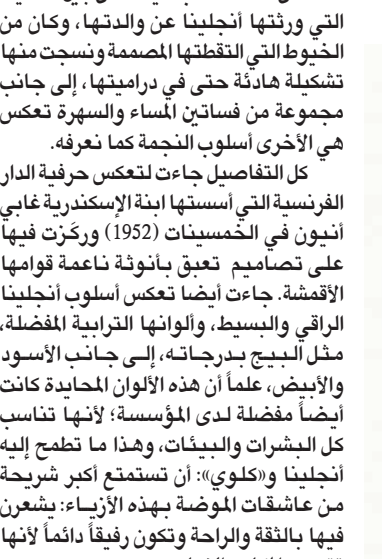 التي ورثتها أنجلينا عن والدتها، وكان من
الخيوط التي التقطتها المصممة ونسجت منها
تشكيلة هادئة حتى في دراميتها، إلى جانب
مجموعة من فساتين المساء والسهرة تعكس
هي الأخرى أسلوب النجمة كما نعرفه.
كل التفاصيل جاءت لتعكس حرفية الدار
الفرنسية التي أسستها ابنة الإسكندرية غابي
أنيون في الخمسينات (1952) وركَزت فيها
على تصاميم تعبق بأنوثة ناعمة قوامها
الأقمشة. جاءت أيضا تعكس أسلوب أنجلينا
الراقي والبسيط، وألوانها الترابية المفضلة،
مثل البيج بدرجاته، إلى جانب الأسود
والأبيض، علماً أن هذه الألوان المحايدة كانت
أيضاً مفضلة لدى المؤسسة؛ لأنها تناسب
كل البشرات والبيئات، وهذا ما تطمح إليه
أنجلينا و«كلوي»: أن تستمتع أكبر شريحة
من عاشقات الموضة بهذه الأزياء: يشعرن
فيها بالثقة والراحة وتكون رفيقاً دائماً لأنها